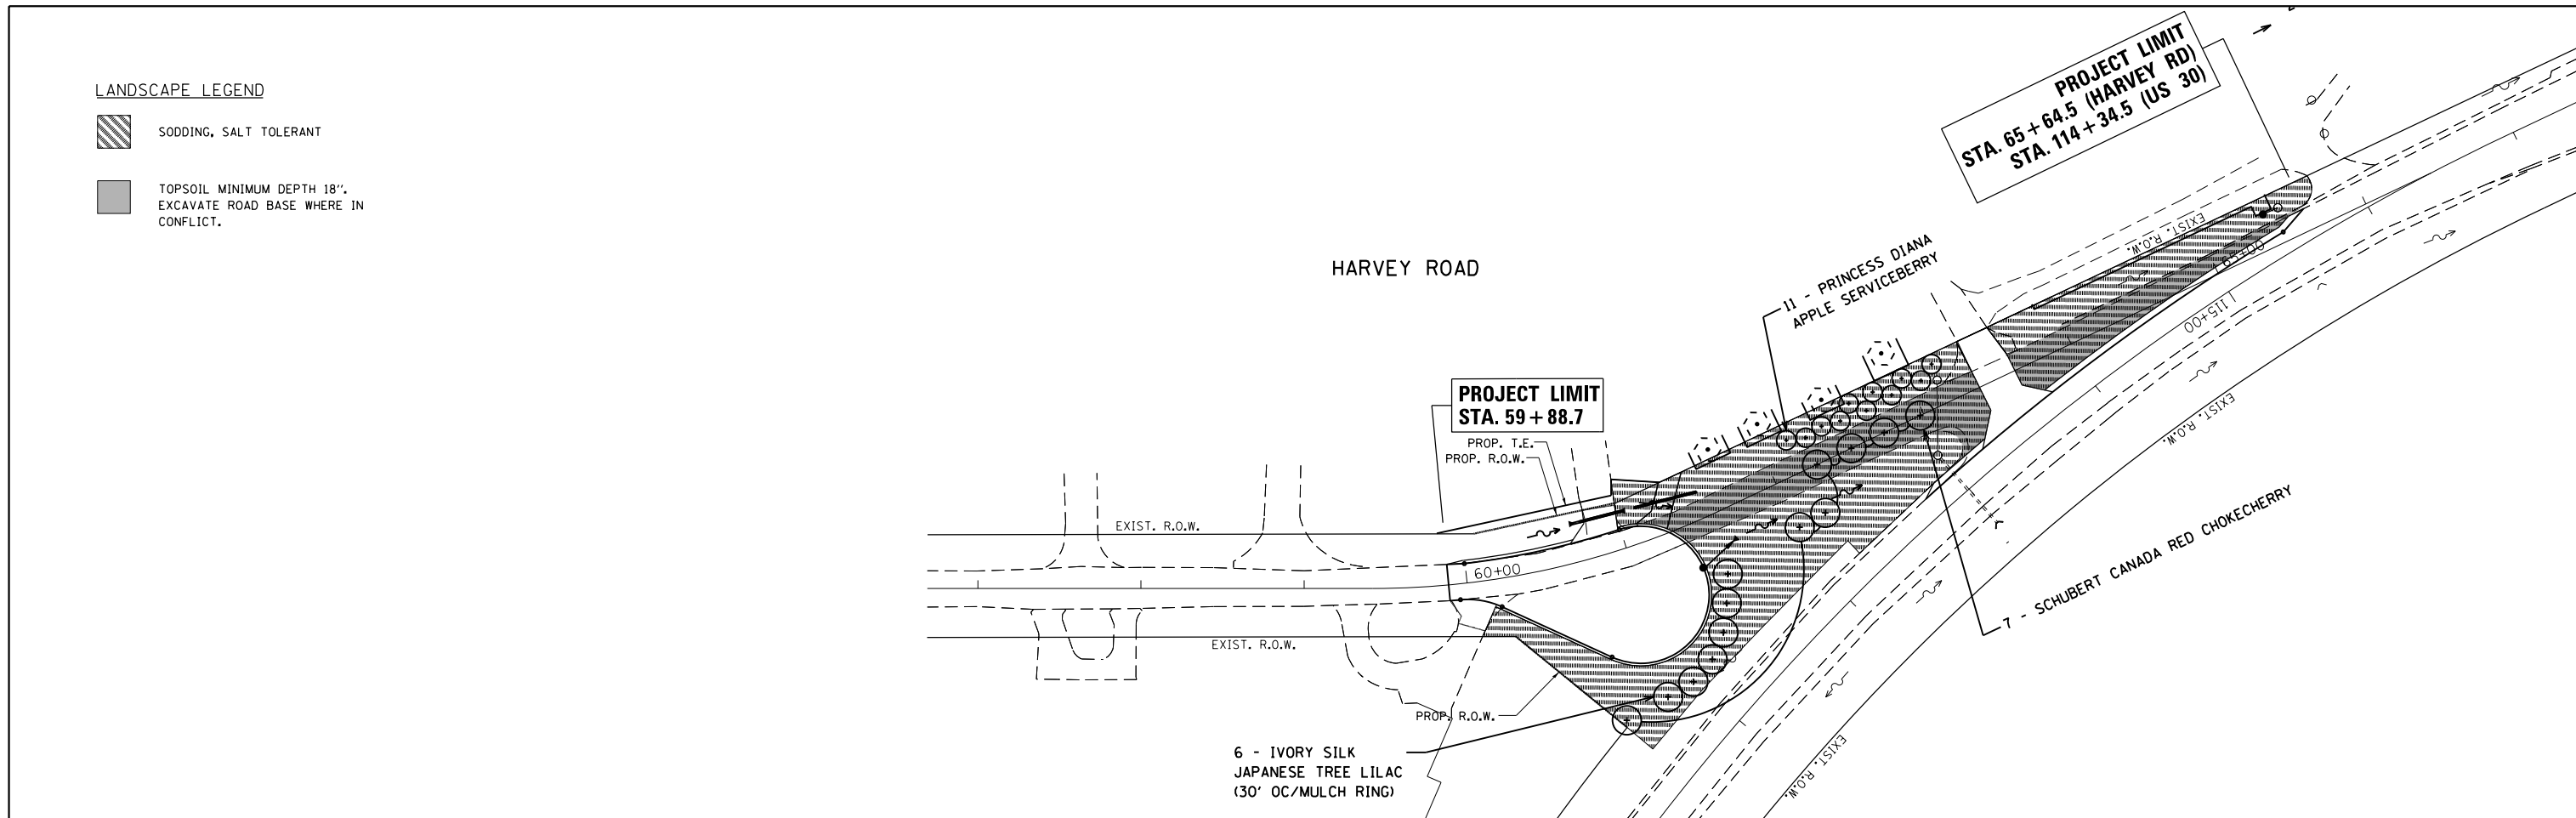 LANDSCAPE LEGEND
SODDING, SALT TOLERANT
TOPSOIL MINIMUM DEPTH 18".
EXCAVATE ROAD BASE WHERE IN
CONFLICT.
HARVEY ROAD
PROJECT LIMIT
STA. 65+64.5 (HARVEY RD)
STA. 114+34.5 (US 30)
EXIST. R.O.W.
65+00
115+00
11 - PRINCESS DIANA
APPLE SERVICEBERRY
EXIST. R.O.W.
PROJECT LIMIT
STA. 59+88.7
PROP. T.E.
PROP. R.O.W.
EXIST. R.O.W.
60+00
EXIST. R.O.W.
PROP. R.O.W.
7 - SCHUBERT CANADA RED CHOKECHERRY
6 - IVORY SILK
JAPANESE TREE LILAC
(30' OC/MULCH RING)
EXIST. R.O.W.